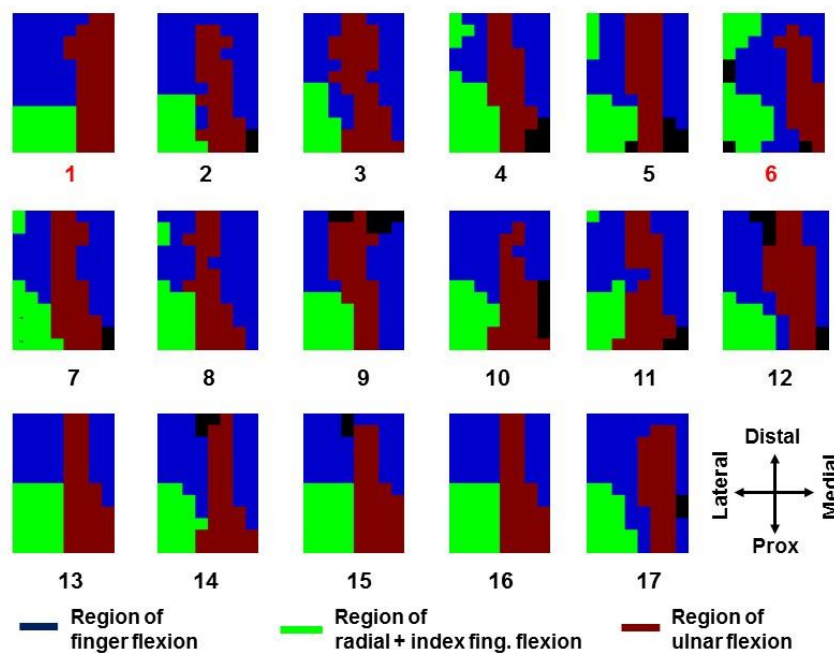 1 2 3 4 5 6
7 8 9 10 11 12
Distal
Lateral
Medial
Prox
13 14 15 16 17
Region of finger flexion
Region of radial + index fing. flexion
Region of ulnar flexion